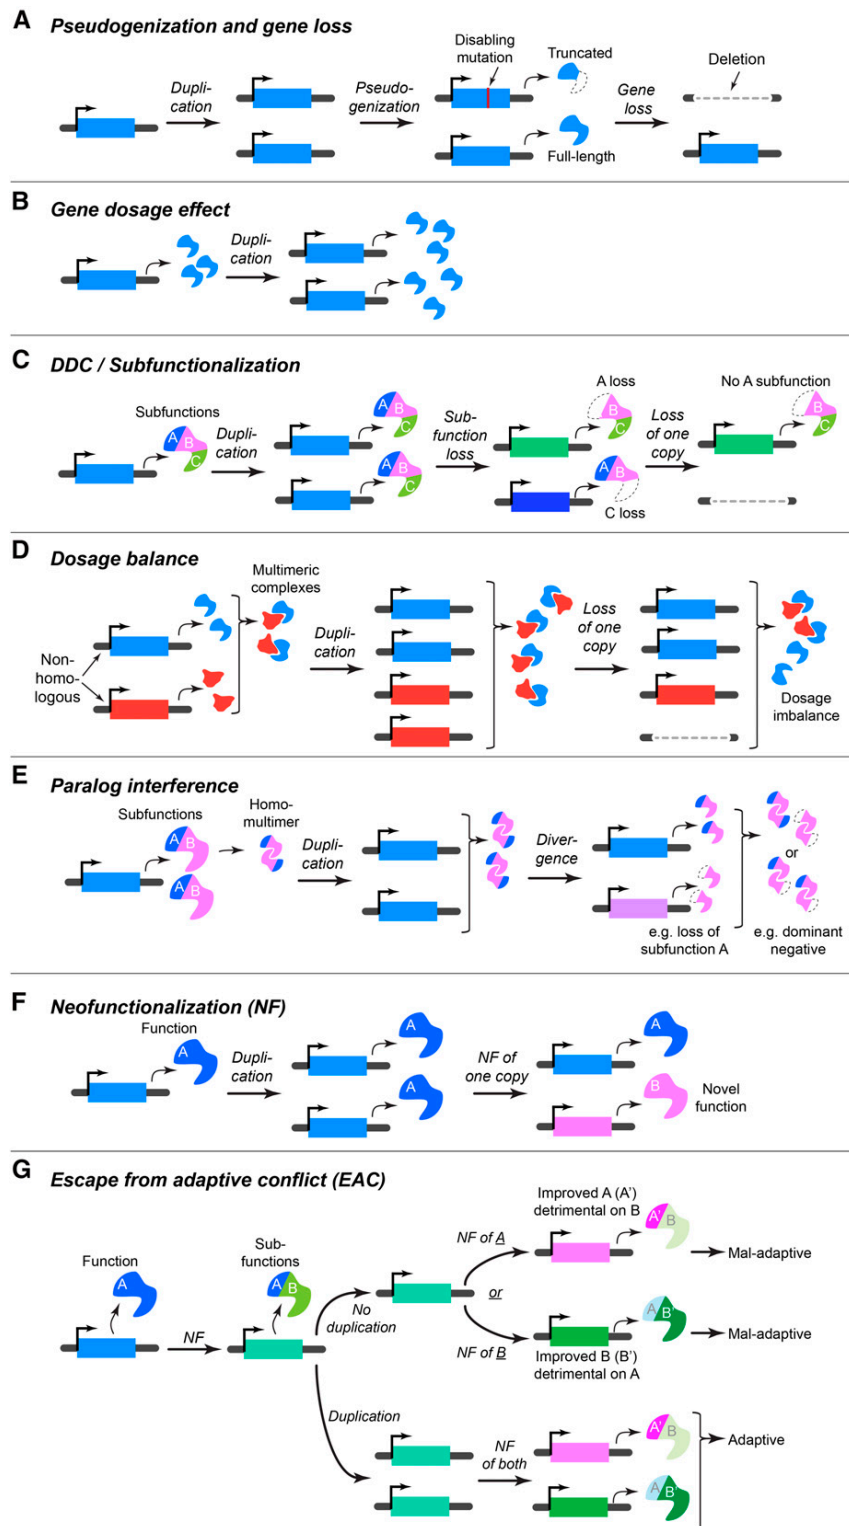 A Pseudogenization and gene loss
Dupli-
cation
Pseudo-
genization
Disabling
mutation
Truncated
Full-length
Gene
loss
Deletion
B Gene dosage effect
Dupli-
cation
C DDC / Subfunctionalization
Subfunctions
A B C
Dupli-
cation
A B C
A B C
Sub-
function
loss
A loss
B C
A B
C loss
Loss
of one
copy
No A subfunction
B C
D Dosage balance
Non-
homo-
logous
Multimeric
complexes
Dupli-
cation
Loss
of one
copy
Dosage
imbalance
E Paralog interference
Subfunctions
A B
A B
Homo-
multimer
Dupli-
cation
Diver-
gence
e.g. loss of
subfunction A
or
e.g. dominant
negative
F Neofunctionalization (NF)
Function
A
Dupli-
cation
A
A
NF of
one copy
A
B
Novel
function
G Escape from adaptive conflict (EAC)
Function
A
NF
Sub-
functions
A B
No
duplication
NF of A
or
NF of B
Improved A (A’)
detrimental on B
A’ B
Mal-adaptive
Improved B (B’)
detrimental on A
A B’
Mal-adaptive
Duplication
NF
of both
A’ B
A B’
Adaptive